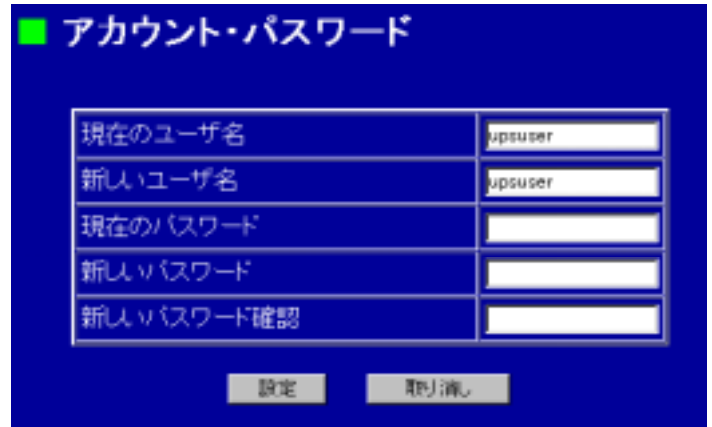 アカウント・パスワード
現在のユーザ名 upsuser
新しいユーザ名 upsuser
現在のパスワード
新しいパスワード
新しいパスワード確認
設定 取り消し